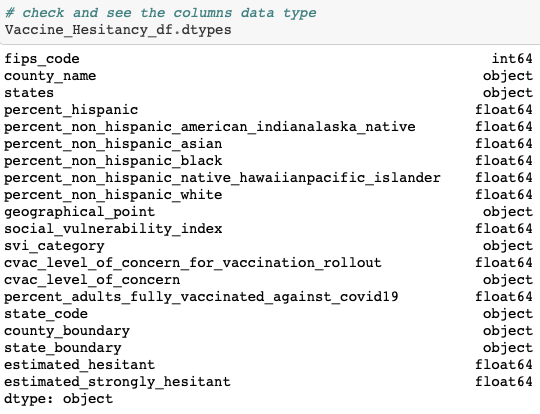 # check and see the columns data type
Vaccine_Hesitancy_df.dtypes
fips_code int64
county_name object
states object
percent_hispanic float64
percent_non_hispanic_american_indianalaska_native float64
percent_non_hispanic_asian float64
percent_non_hispanic_black float64
percent_non_hispanic_native_hawaiianpacific_islander float64
percent_non_hispanic_white float64
geographical_point object
social_vulnerability_index float64
svi_category object
cvac_level_of_concern_for_vaccination_rollout float64
cvac_level_of_concern object
percent_adults_fully_vaccinated_against_covid19 float64
state_code object
county_boundary object
state_boundary object
estimated_hesitant float64
estimated_strongly_hesitant float64
dtype: object